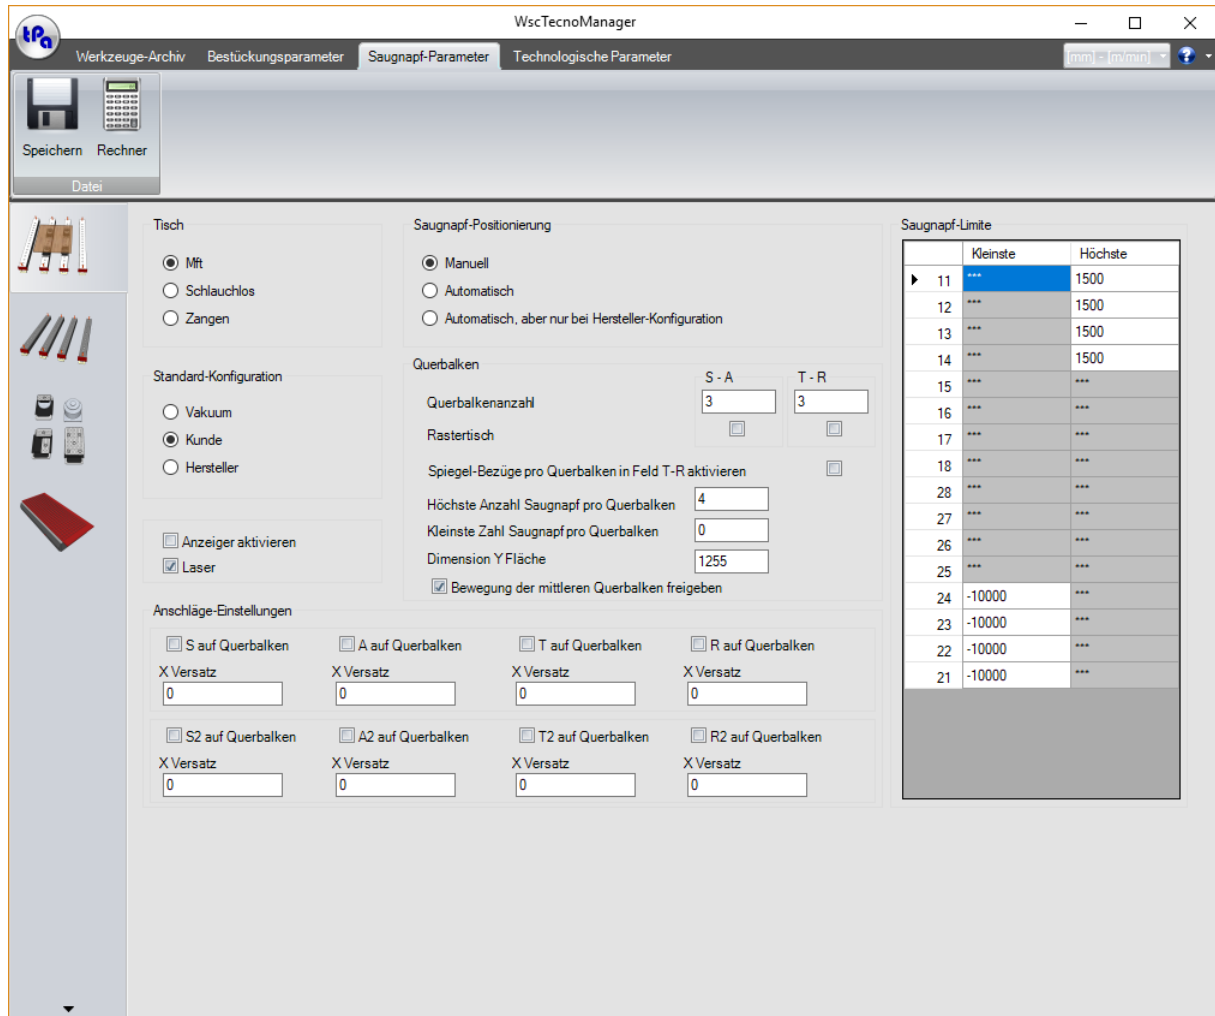 WscTecnoManager
tPa
Werkzeuge-Archiv Bestückungsparameter Saugnapf-Parameter Technologische Parameter [mm] - [m/min]
Speichern Rechner
Datei
Tisch
Mft
Schlauchlos
Zangen
Saugnapf-Positionierung
Manuell
Automatisch
Automatisch, aber nur bei Hersteller-Konfiguration
Standard-Konfiguration
Vakuum
Kunde
Hersteller
Anzeiger aktivieren
Laser
Querbalken
S - A T - R
Querbalkenanzahl 3 3
Rastertisch
Spiegel-Bezüge pro Querbalken in Feld T-R aktivieren
Höchste Anzahl Saugnapf pro Querbalken 4
Kleinste Zahl Saugnapf pro Querbalken 0
Dimension Y Fläche 1255
Bewegung der mittleren Querbalken freigeben
Anschläge-Einstellungen
S auf Querbalken A auf Querbalken T auf Querbalken R auf Querbalken
X Versatz X Versatz X Versatz X Versatz
0 0 0 0
S2 auf Querbalken A2 auf Querbalken T2 auf Querbalken R2 auf Querbalken
X Versatz X Versatz X Versatz X Versatz
0 0 0 0
Saugnapf-Limite
Kleinste Höchste
11 *** 1500
12 *** 1500
13 *** 1500
14 *** 1500
15 *** ***
16 *** ***
17 *** ***
18 *** ***
28 *** ***
27 *** ***
26 *** ***
25 *** ***
24 -10000 ***
23 -10000 ***
22 -10000 ***
21 -10000 ***